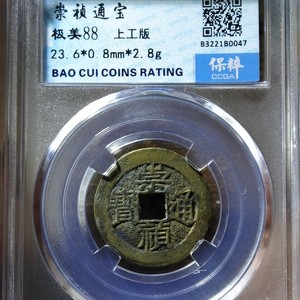 崇祯通宝
极美88 上工版
23.6*0.8mm*2.8g
BAO CUI COINS RATING
B3221B0047
保粹
CCGA
崇禎通寶